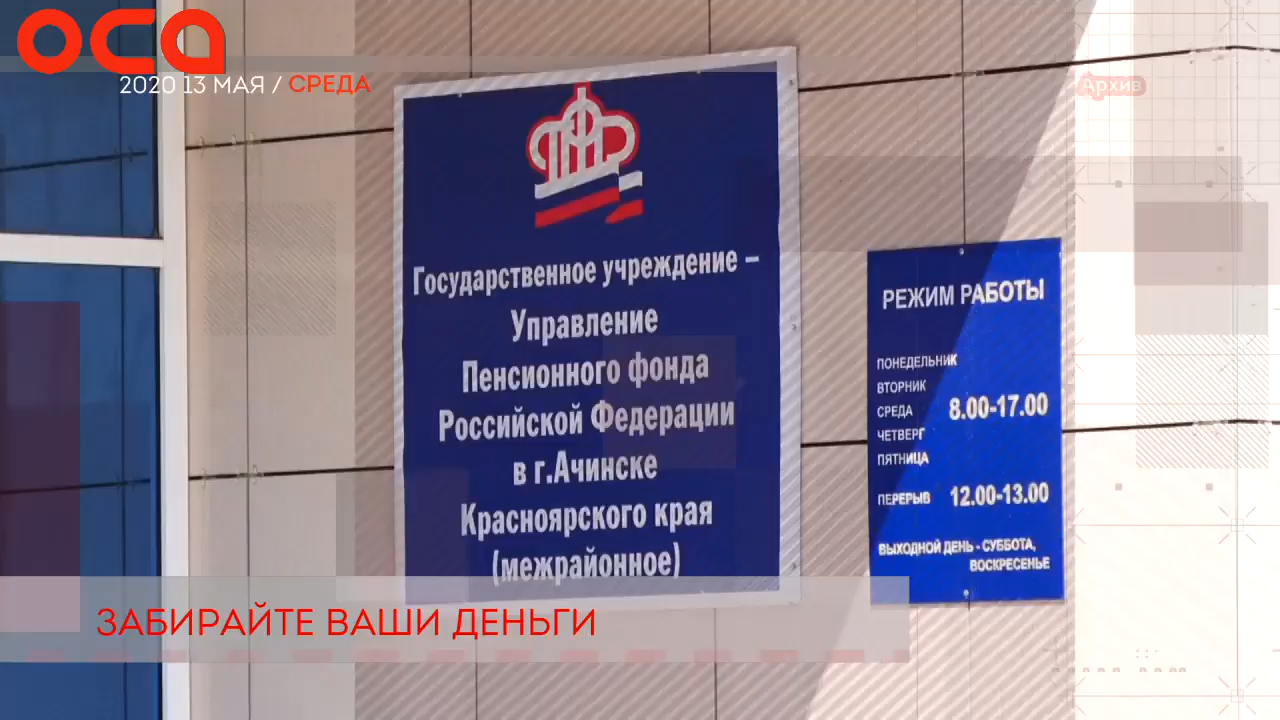 оса
2020 13 МАЯ / СРЕДА
Архив
Государственное учреждение –
Управление
Пенсионного фонда
Российской Федерации
в г.Ачинске
Красноярского края
(межрайонное)
РЕЖИМ РАБОТЫ
ПОНЕДЕЛЬНИК
ВТОРНИК
СРЕДА 8.00-17.00
ЧЕТВЕРГ
ПЯТНИЦА
ПЕРЕРЫВ 12.00-13.00
ВЫХОДНОЙ ДЕНЬ - СУББОТА,
ВОСКРЕСЕНЬЕ
ЗАБИРАЙТЕ ВАШИ ДЕНЬГИ